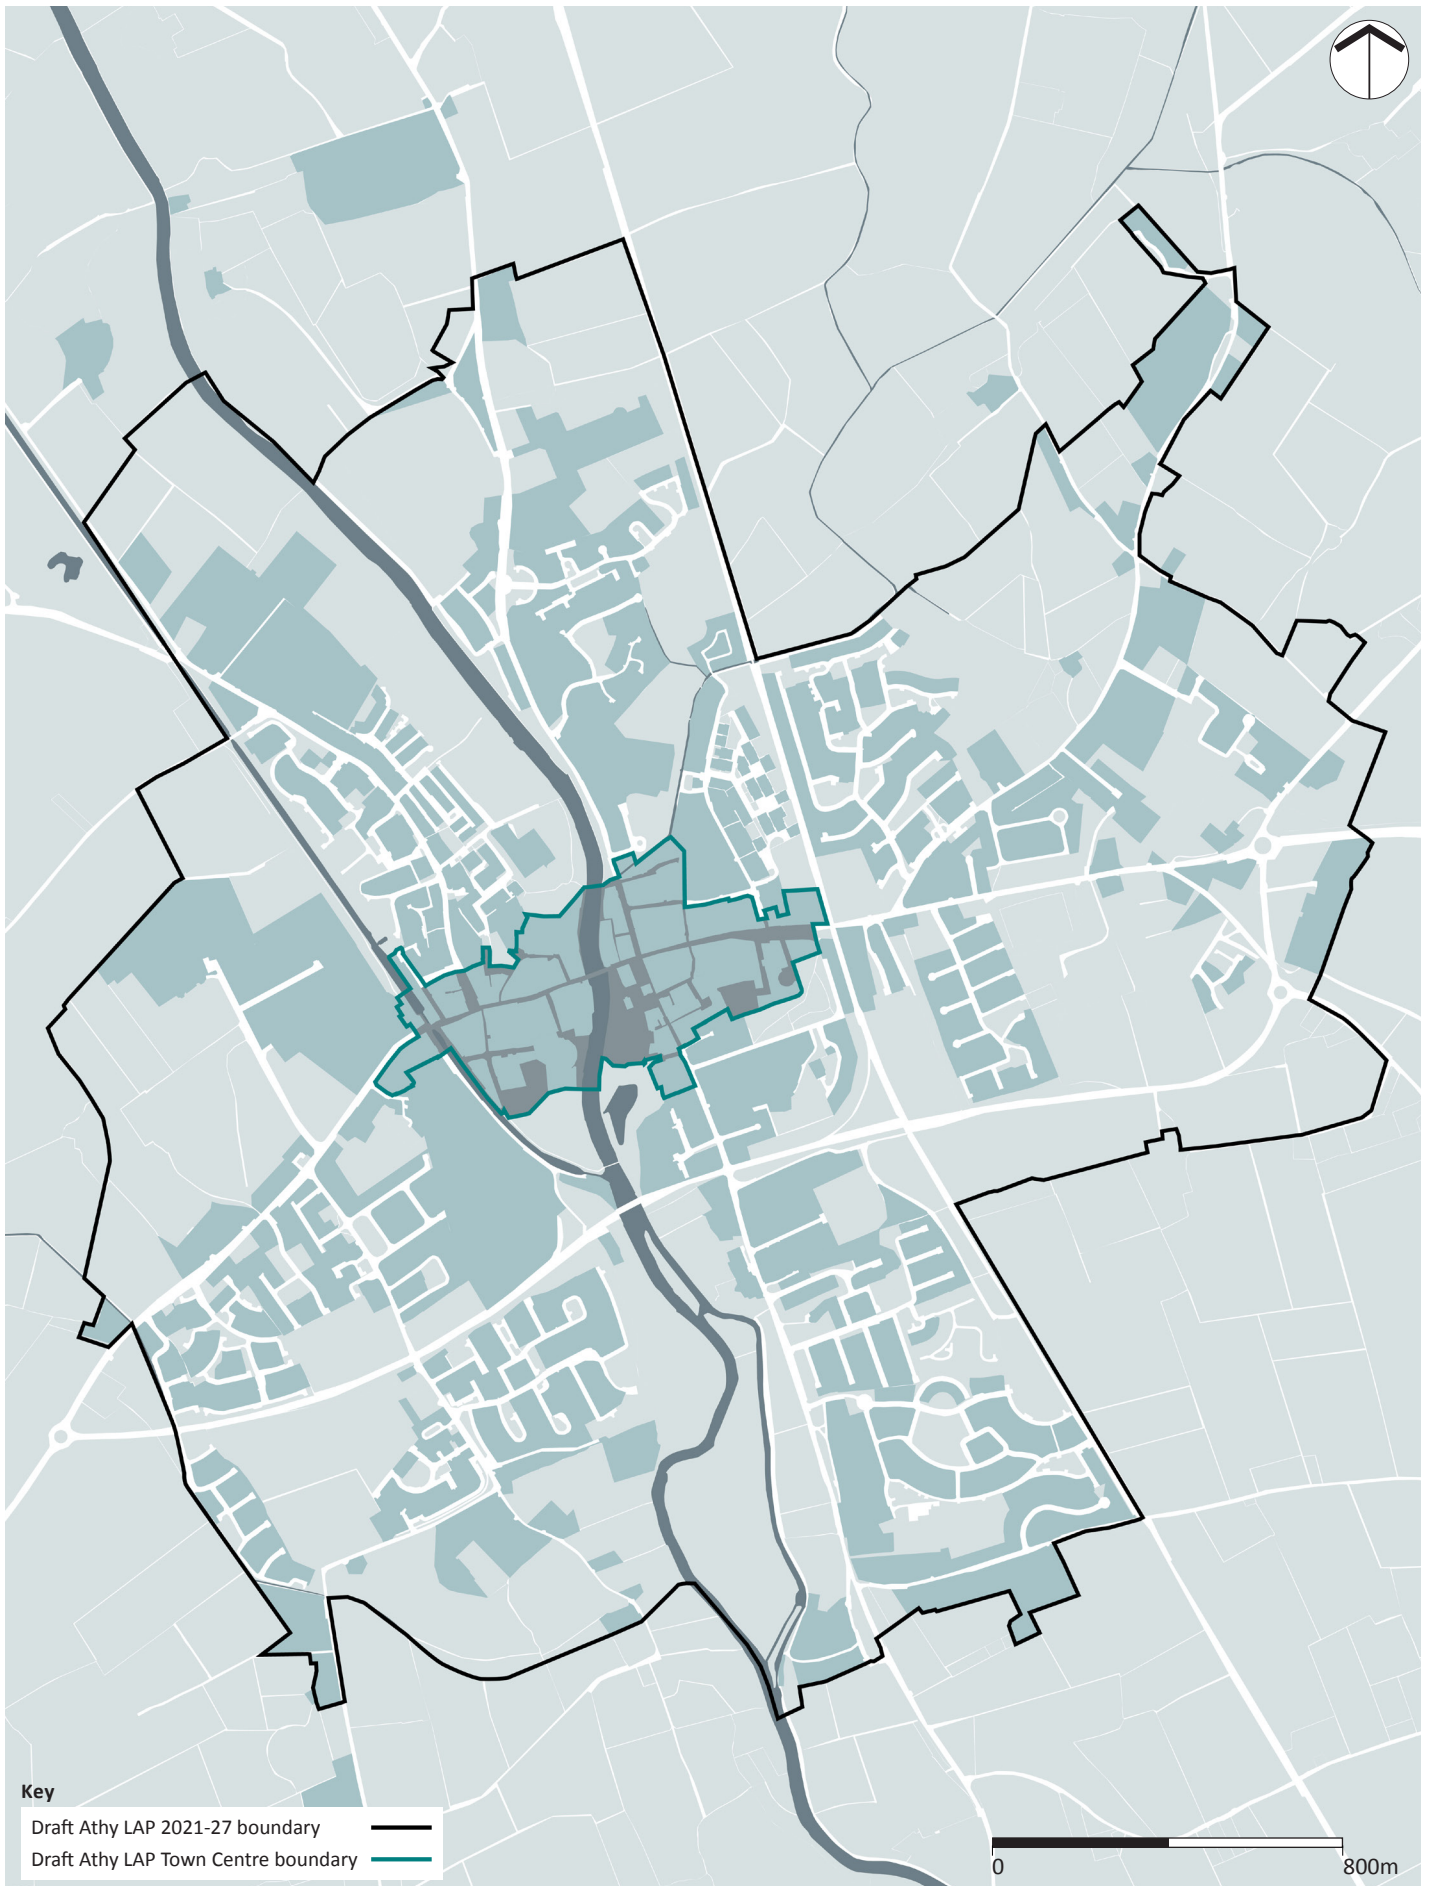 Key
Draft Athy LAP 2021-27 boundary
Draft Athy LAP Town Centre boundary
0
800m